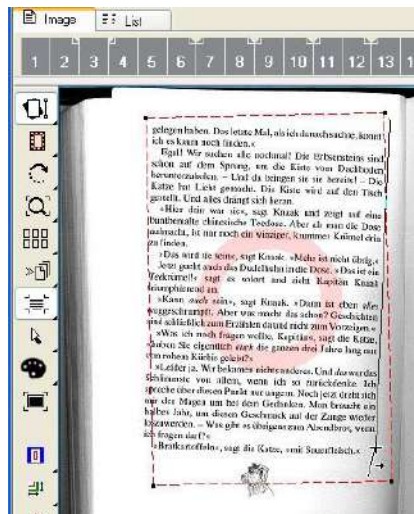 Image
List
1 2 3 4 5 6 7 8 9 10 11 12 13 1
gelegen haben. Das letzte Mal, als ich danach suchte, konnt
ich es kaum noch finden.«
Egal! Wir suchen alle nochmal! Die Erbsensteins sind
schon auf dem Sprung, um die Kiste vom Dachboden
herunterzuholen. – Und da bringen sie sie bereits! – Die
Katze hat Licht gemacht. Die Kiste wird auf den Tisch
gestellt. Und alles drängt sich heran.
»Hier drin war sie«, sagt Knaak und zeigt auf eine
buntbemalte chinesische Teedose. Aber als man die Dose
aufmacht, ist nur noch ein winziger, krummer Krümel drin
zu finden.
»Das wird sie sein«, sagt Knaak. »Mehr ist nicht übrig.«
Jetzt guckt auch das Dudelhuhn in die Dose. »Das ist ein
sagt es sofort und zieht Kapitän Knaak
triumphierend an.
»Kann auch sein«, sagt Knaak. »Dann ist eben alles
weggeschrumpft. Aber was macht das schon? Geschichten
sind schließlich zum Erzählen da und nicht zum Vorzeigen.«
»Was ich noch fragen wollte, Kapitän«, sagt die Katze,
»haben Sie eigentlich auch die ganzen drei Jahre lang nur
von rohem Kürbis gelebt?«
»Leider ja. Wir bekamen nichts anderes. Und das war das
Schlimmste von allem, wenn ich so zurückdenke. Ich
spreche über diesen Punkt nur ungern. Noch jetzt dreht sich
mir der Magen um bei dem Gedanken. Man braucht ein
halbes Jahr, um diesen Geschmack auf der Zunge wieder
loszuwerden. – Was gibt es übrigens zum Abendbrot, wenn
ich fragen darf?«
»Bratkartoffeln«, sagt die Katze, »mit Sauerfleisch.«